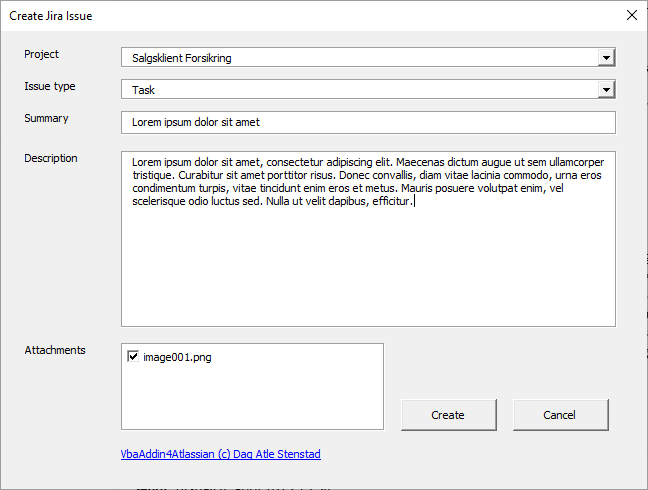 Create Jira Issue
Project
Salgsklient Forsikring
Issue type
Task
Summary
Lorem ipsum dolor sit amet
Description
Lorem ipsum dolor sit amet, consectetur adipiscing elit. Maecenas dictum augue ut sem ullamcorper
tristique. Curabitur sit amet porttitor risus. Donec convallis, diam vitae lacinia commodo, urna eros
condimentum turpis, vitae tincidunt enim eros et metus. Mauris posuere volutpat enim, vel
scelerisque odio luctus sed. Nulla ut velit dapibus, efficitur.
Attachments
image001.png
Create
Cancel
VbaAddin4Atlassian (c) Dag Atle Stenstad